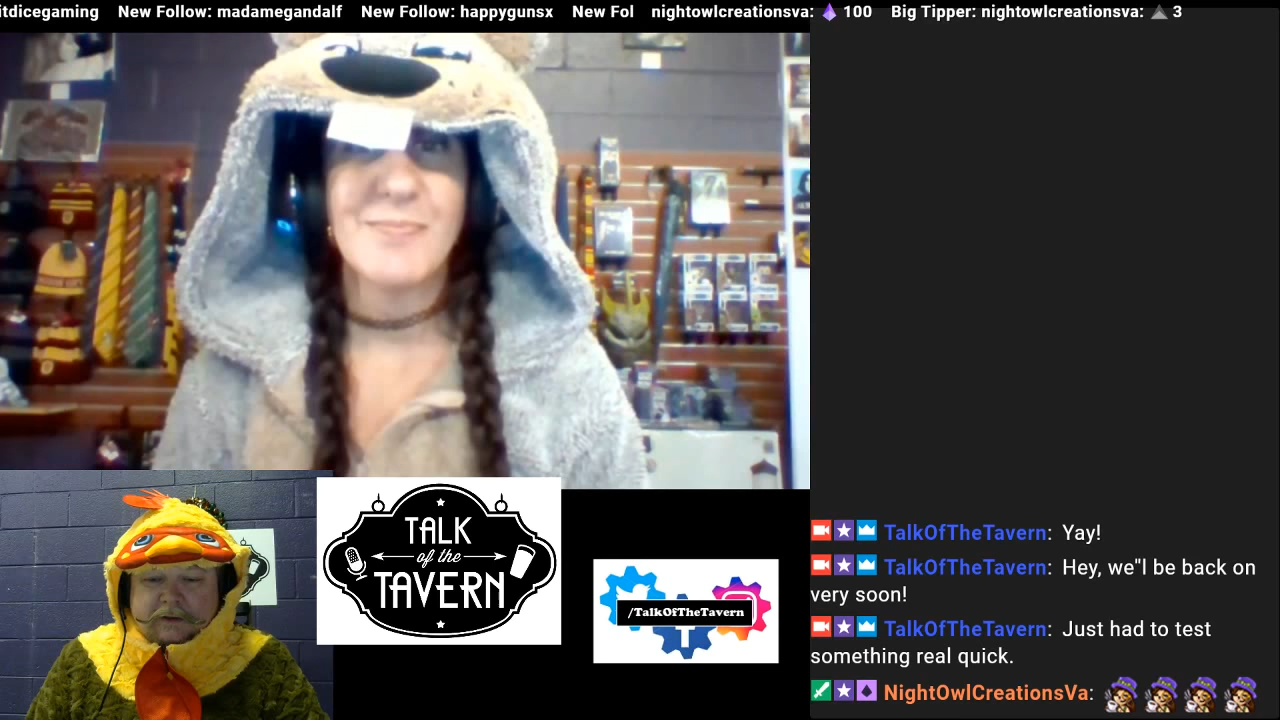 itdicegaming New Follow: madamegandalf New Follow: happygunsx New Fol nightowlcreationsva: 100 Big Tipper: nightowlcreationsva: 3
TALK
of the
TAVERN
/TalkOfTheTavern
TalkOfTheTavern: Yay!
TalkOfTheTavern: Hey, we"l be back on
very soon!
TalkOfTheTavern: Just had to test
something real quick.
NightOwlCreationsVa: